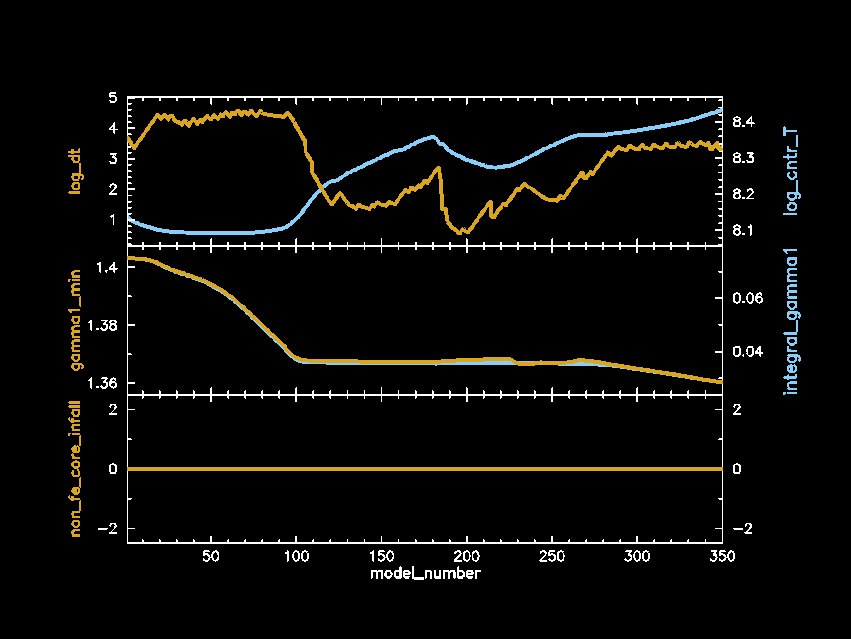 log_dt
5
4
3
2
1
8.4
8.3
8.2
8.1
log_cntr_T
gamma1_min
1.4
1.38
1.36
0.06
0.04
integral_gamma1
non_fe_core_infall
2
0
−2
2
0
−2
50 100 150 200 250 300 350
model_number